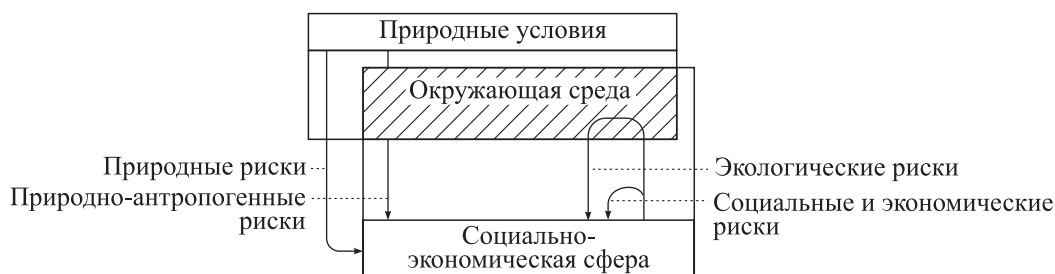 Природные условия
Окружающая среда
Природные риски
Природно-антропогенные
риски
Экологические риски
Социальные и экономические
риски
Социально-
экономическая сфера